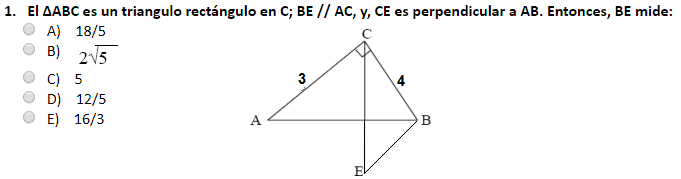 1. El ΔABC es un triangulo rectángulo en C; BE // AC, y, CE es perpendicular a AB. Entonces, BE mide:
A) 18/5
B) 2√5
C) 5
D) 12/5
E) 16/3
C
3
4
A
B
E